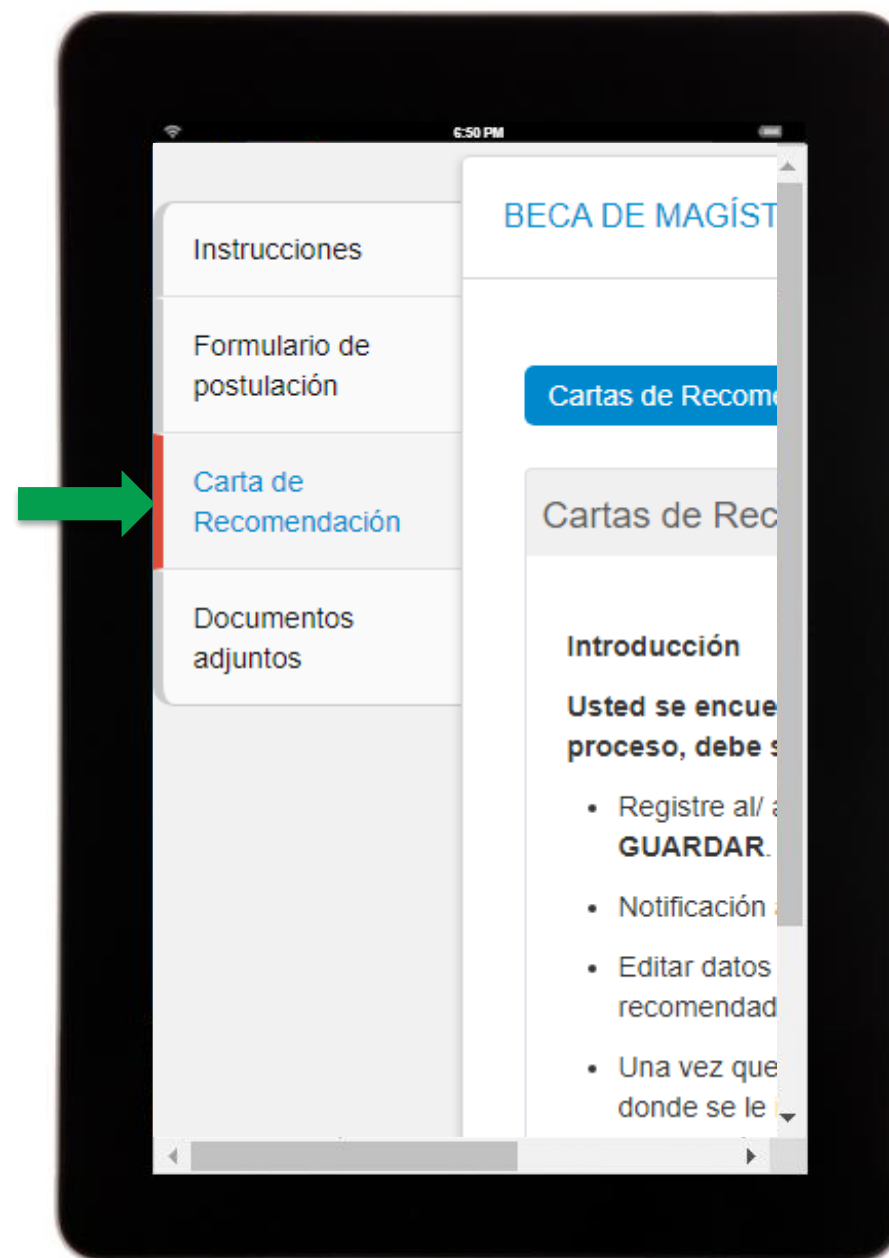 6:50 PM
Instrucciones
Formulario de
postulación
Carta de
Recomendación
Documentos
adjuntos
BECA DE MAGÍST
Cartas de Recom
Cartas de Rec
Introducción
Usted se encue
proceso, debe s
• Registre al/ a
GUARDAR.
• Notificación
• Editar datos
recomendad
• Una vez que
donde se le